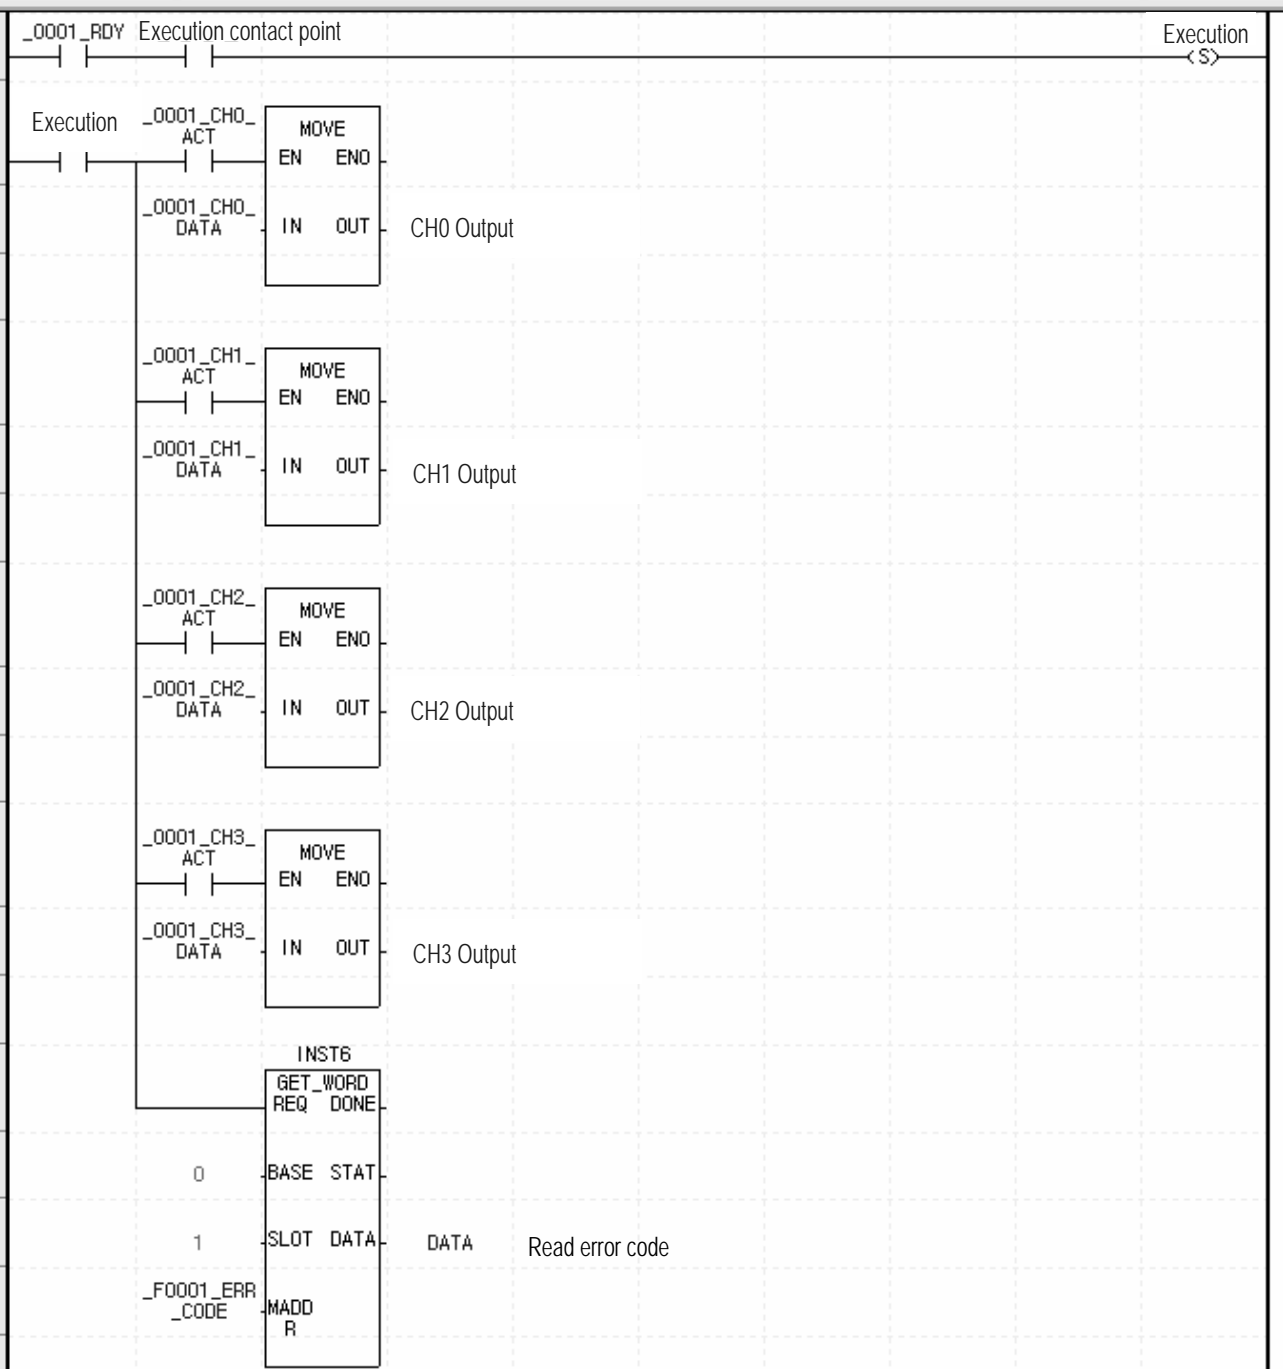 _0001_RDY Execution contact point Execution
(S)
Execution _0001_CH0_
ACT
MOVE
EN ENO
_0001_CH0_
DATA
IN OUT CH0 Output
_0001_CH1_
ACT
MOVE
EN ENO
_0001_CH1_
DATA
IN OUT CH1 Output
_0001_CH2_
ACT
MOVE
EN ENO
_0001_CH2_
DATA
IN OUT CH2 Output
_0001_CH3_
ACT
MOVE
EN ENO
_0001_CH3_
DATA
IN OUT CH3 Output
INST6
GET_WORD
REQ DONE
0 BASE STAT
1 SLOT DATA DATA Read error code
_F0001_ERR
_CODE
MADD
R